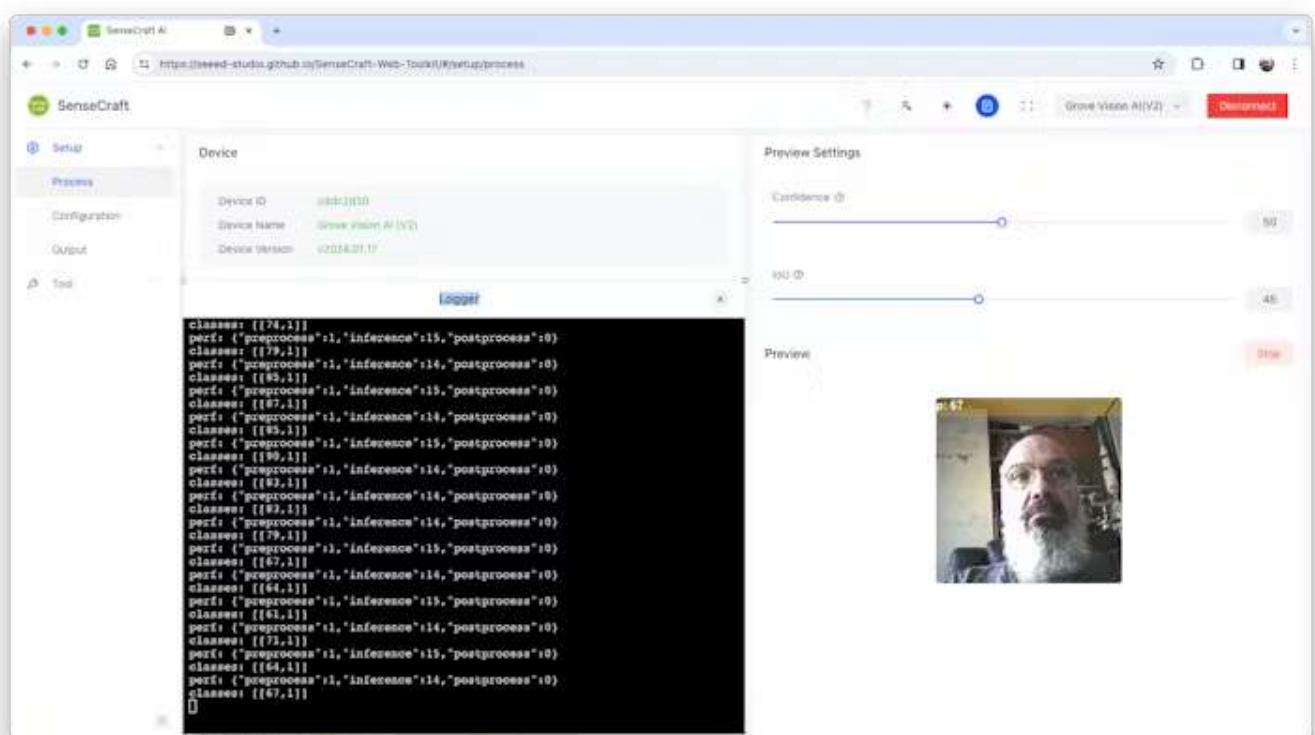 SenseCraft AI
https://seeed-studio.github.io/SenseCraft-Web-Toolkit/#/setup/process
SenseCraft
Grove Vision AI(V2)
Disconnect
Setup
Process
Configuration
Output
Tool
Device
Device ID
Device Name Grove Vision AI (V2)
Device Version v2024.01.17
Logger
classes: [[74,1]]
perf: {"preprocess":1,"inference":15,"postprocess":0}
classes: [[79,1]]
perf: {"preprocess":1,"inference":14,"postprocess":0}
classes: [[85,1]]
perf: {"preprocess":1,"inference":15,"postprocess":0}
classes: [[87,1]]
perf: {"preprocess":1,"inference":14,"postprocess":0}
classes: [[85,1]]
perf: {"preprocess":1,"inference":15,"postprocess":0}
classes: [[90,1]]
perf: {"preprocess":1,"inference":14,"postprocess":0}
classes: [[83,1]]
perf: {"preprocess":1,"inference":14,"postprocess":0}
classes: [[83,1]]
perf: {"preprocess":1,"inference":14,"postprocess":0}
classes: [[79,1]]
perf: {"preprocess":1,"inference":15,"postprocess":0}
classes: [[67,1]]
perf: {"preprocess":1,"inference":14,"postprocess":0}
classes: [[64,1]]
perf: {"preprocess":1,"inference":15,"postprocess":0}
classes: [[61,1]]
perf: {"preprocess":1,"inference":14,"postprocess":0}
classes: [[71,1]]
perf: {"preprocess":1,"inference":15,"postprocess":0}
classes: [[64,1]]
perf: {"preprocess":1,"inference":14,"postprocess":0}
classes: [[67,1]]
Preview Settings
Confidence
50
IoU
45
Preview
Stop
p: 67